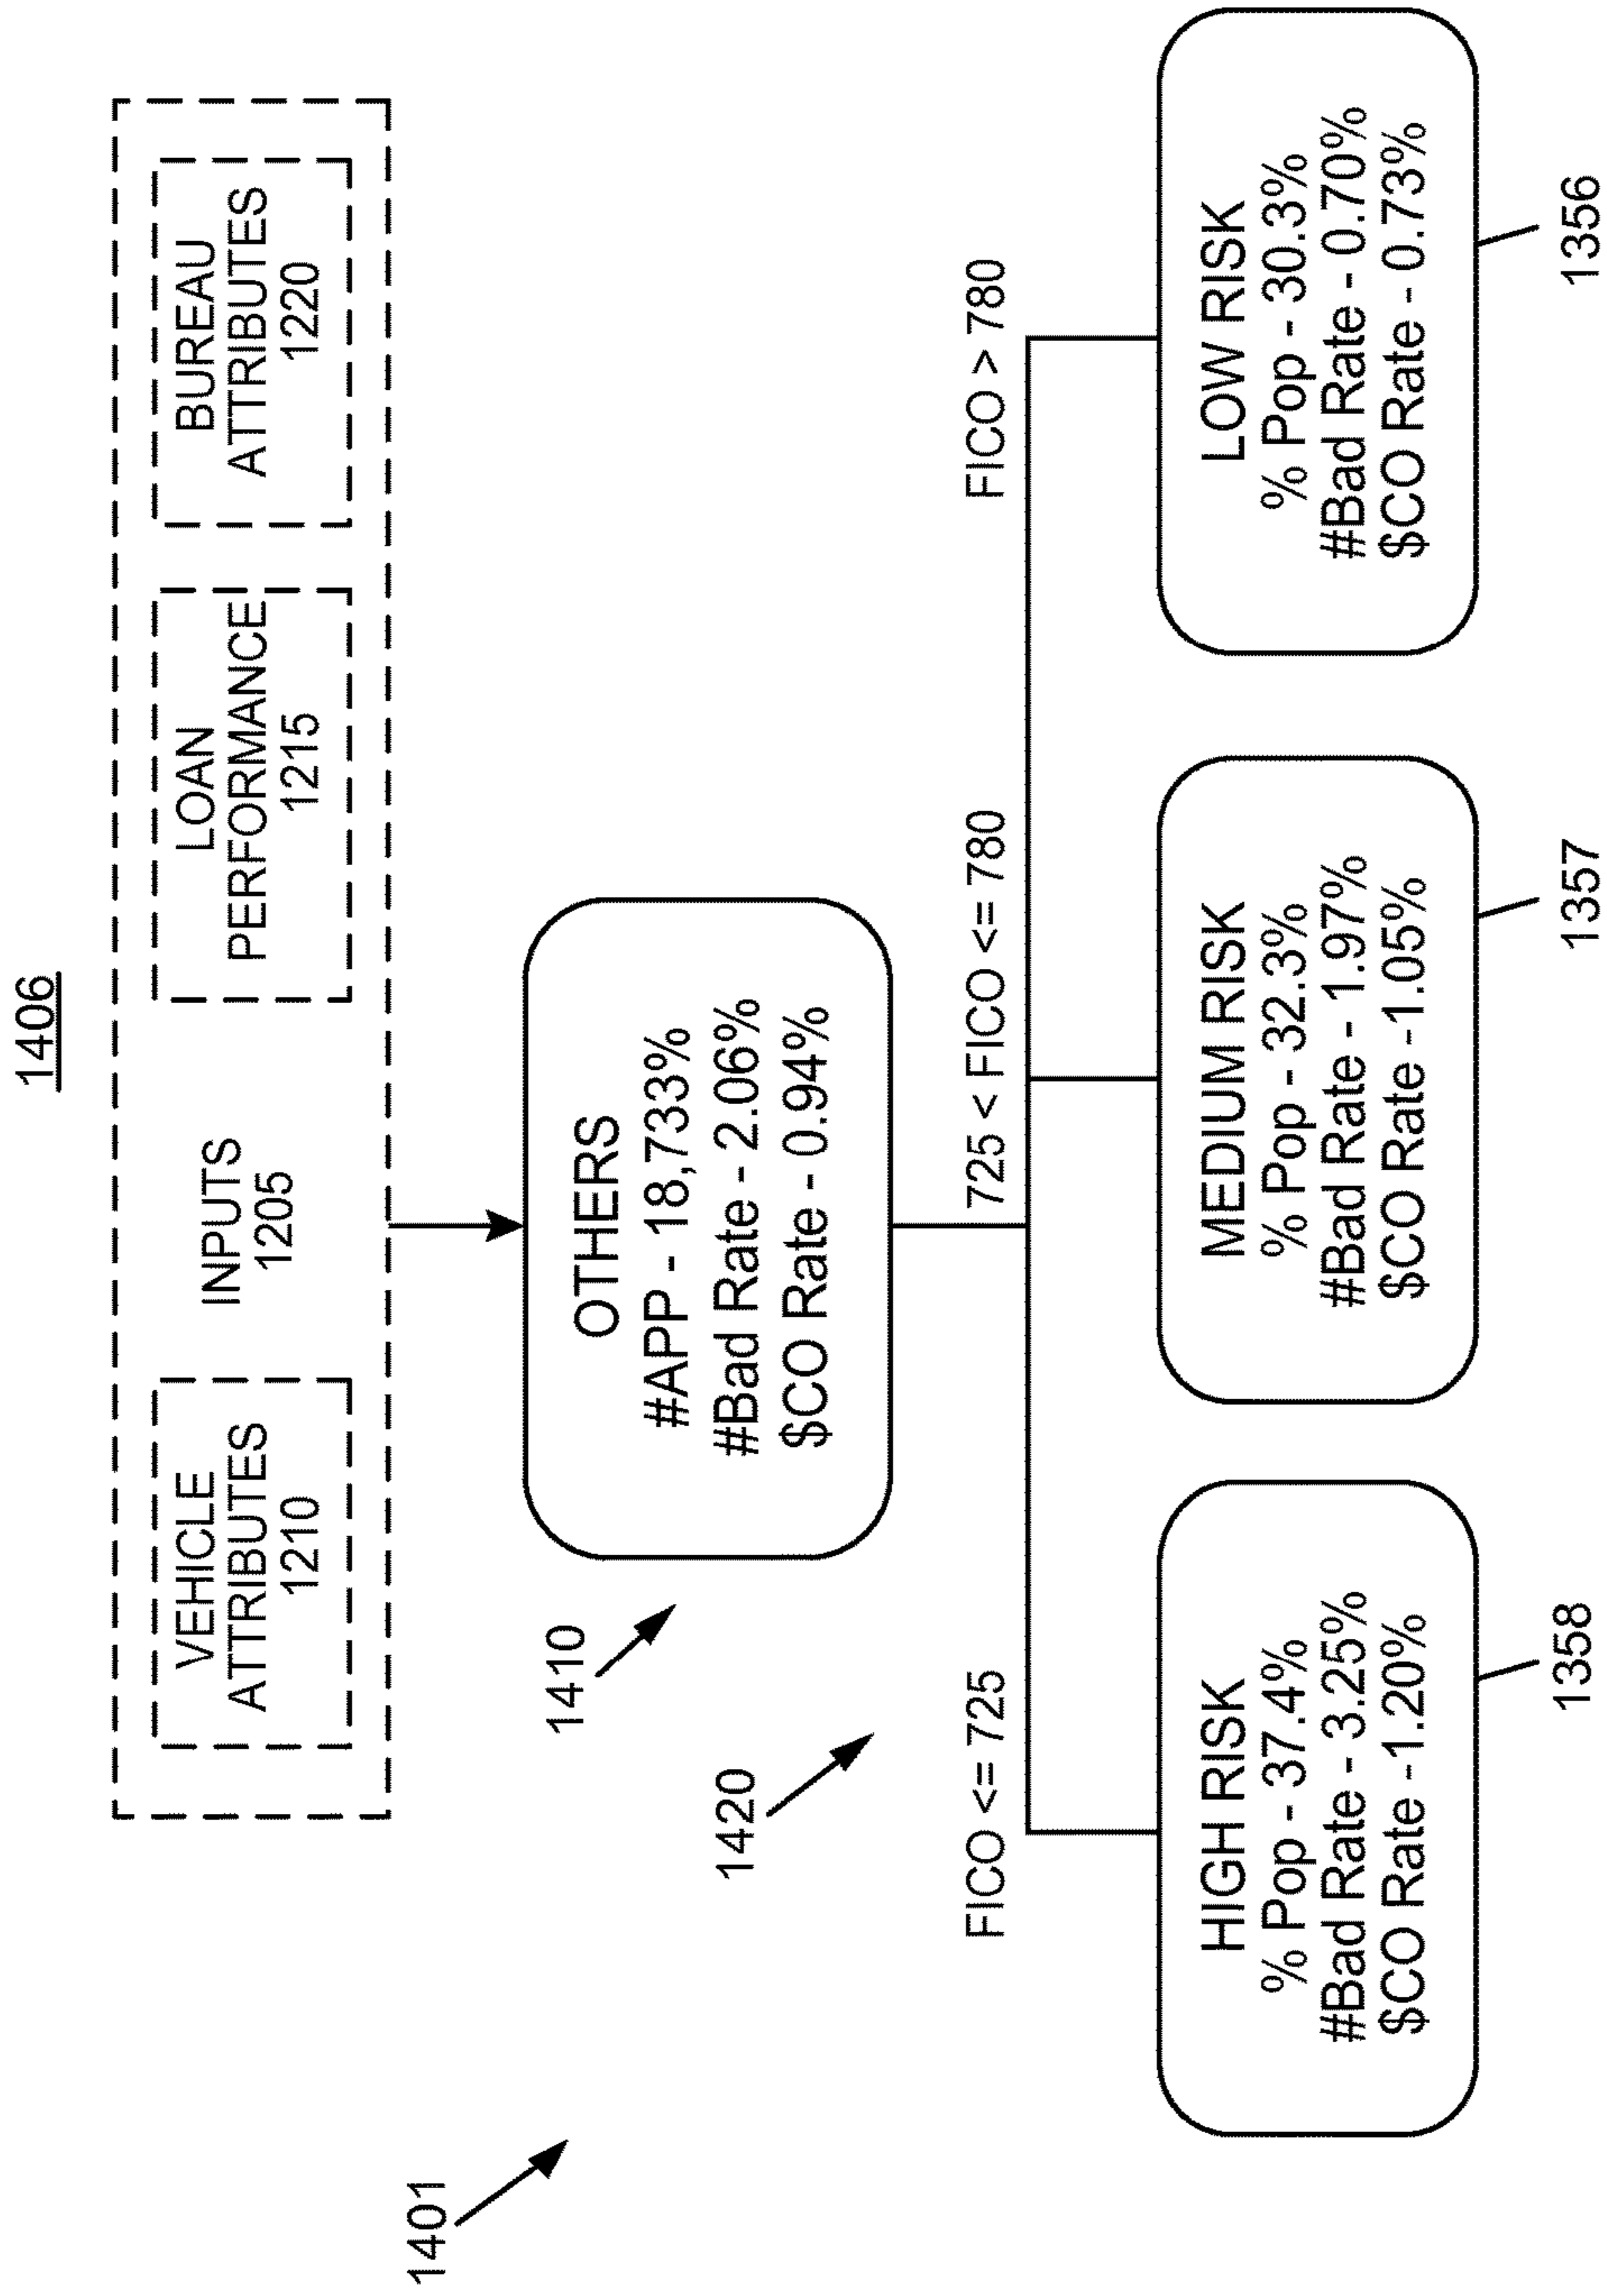 1406
VEHICLE
ATTRIBUTES
1210
INPUTS
1205
LOAN
PERFORMANCE
1215
BUREAU
ATTRIBUTES
1220
1401
1410
OTHERS
#APP - 18,733%
#Bad Rate - 2.06%
$CO Rate - 0.94%
1420
FICO <= 725
725 < FICO <= 780
FICO > 780
HIGH RISK
% Pop - 37.4%
#Bad Rate - 3.25%
$CO Rate -1.20%
1358
MEDIUM RISK
% Pop - 32.3%
#Bad Rate - 1.97%
$CO Rate -1.05%
1357
LOW RISK
% Pop - 30.3%
#Bad Rate - 0.70%
$CO Rate - 0.73%
1356